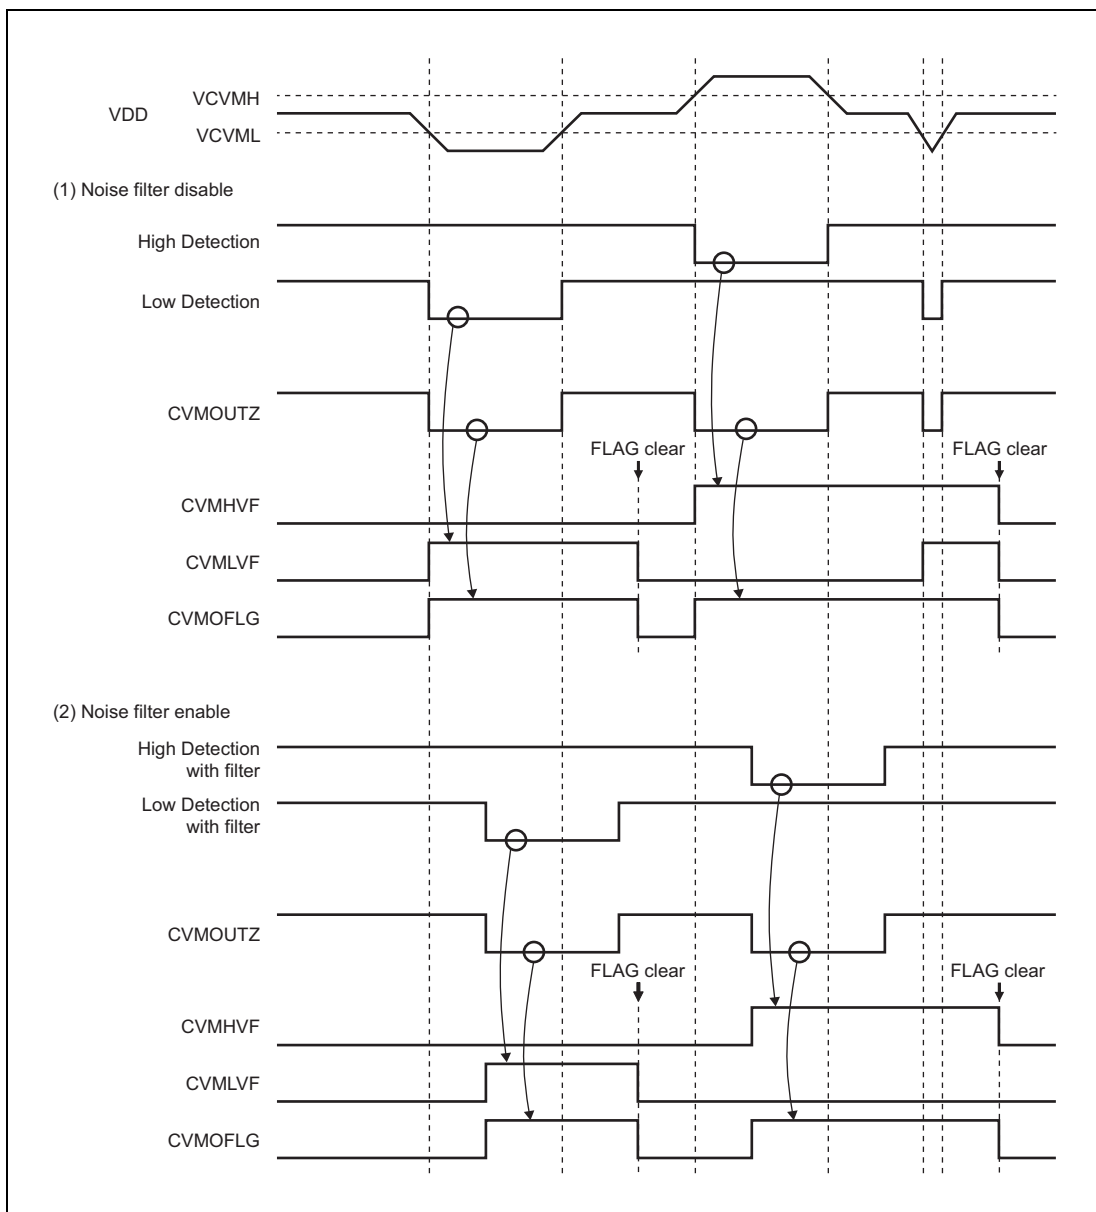 VCVMH
VDD
VCVML
(1) Noise filter disable
High Detection
Low Detection
CVMOUTZ
FLAG clear
FLAG clear
CVMHVF
CVMLVF
CVMOFLG
(2) Noise filter enable
High Detection
with filter
Low Detection
with filter
CVMOUTZ
FLAG clear
FLAG clear
CVMHVF
CVMLVF
CVMOFLG